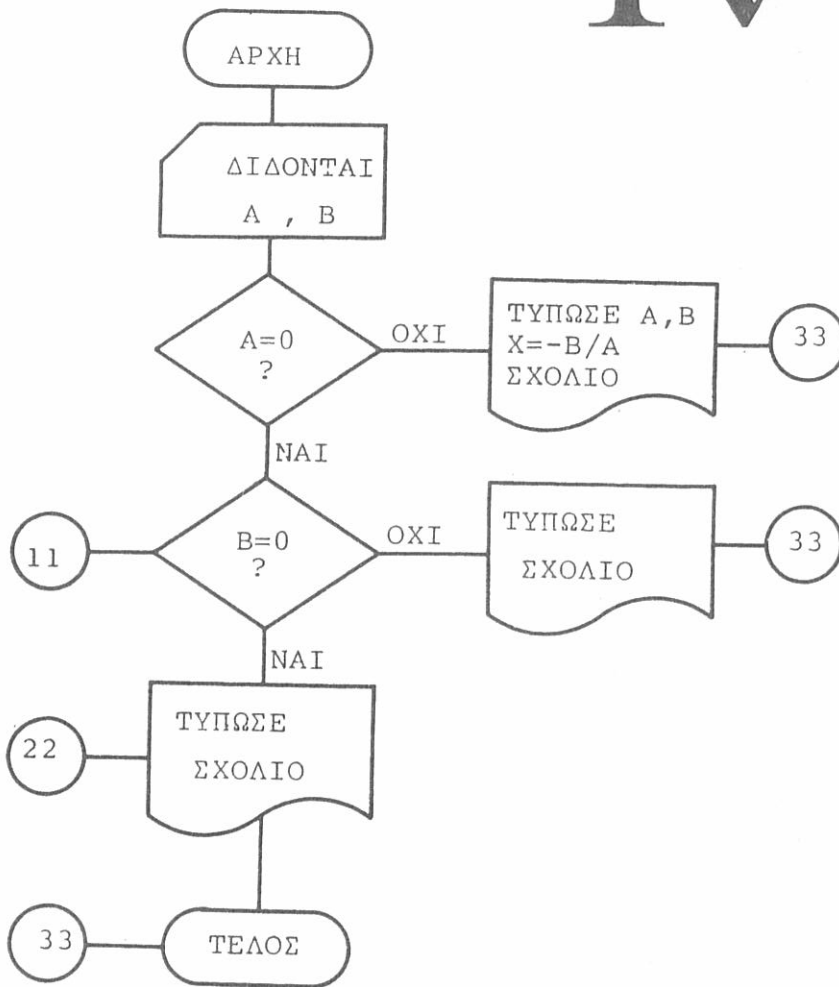 IV
ΑΡΧΗ
ΔΙΔΟΝΤΑΙ
Α , Β
Α=0
?
ΟΧΙ
ΤΥΠΩΣΕ Α,Β
Χ=-Β/Α
ΣΧΟΛΙΟ
33
ΝΑΙ
11
Β=0
?
ΟΧΙ
ΤΥΠΩΣΕ
ΣΧΟΛΙΟ
33
ΝΑΙ
22
ΤΥΠΩΣΕ
ΣΧΟΛΙΟ
33
ΤΕΛΟΣ